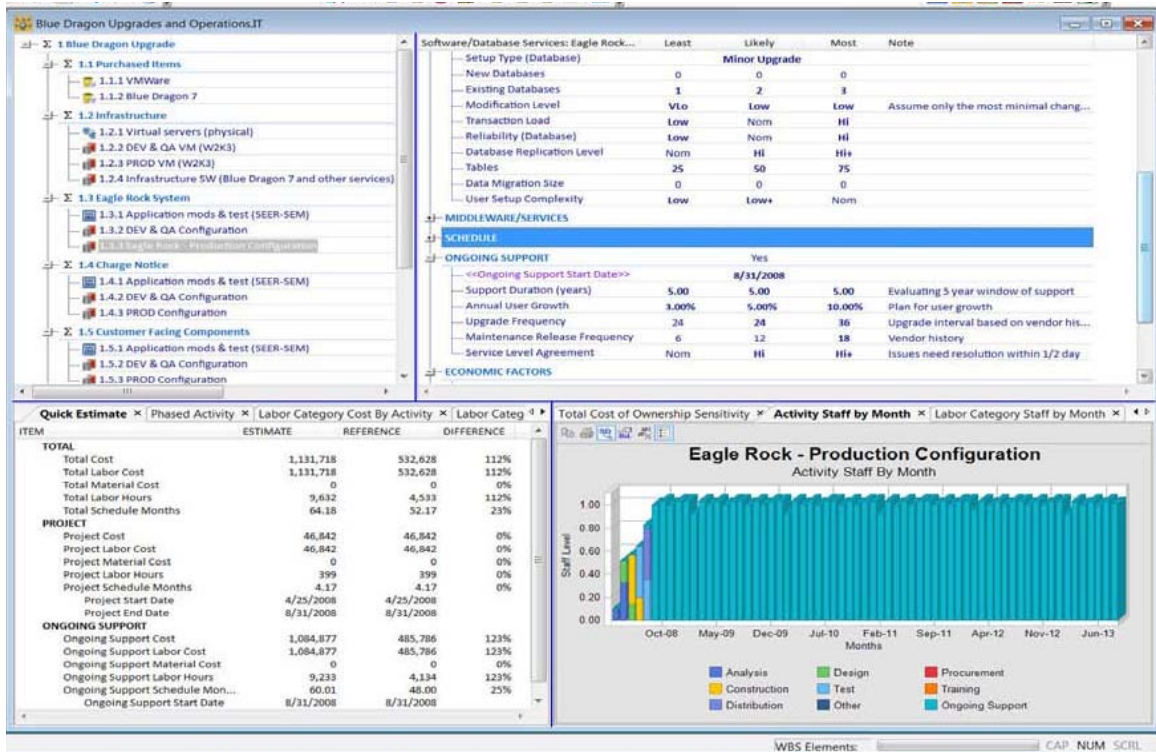 Blue Dragon Upgrades and Operations.IT
Σ 1 Blue Dragon Upgrade
Σ 1.1 Purchased Items
1.1.1 VMWare
1.1.2 Blue Dragon 7
Σ 1.2 Infrastructure
1.2.1 Virtual servers (physical)
1.2.2 DEV & QA VM (W2K3)
1.2.3 PROD VM (W2K3)
1.2.4 Infrastructure SW (Blue Dragon 7 and other services)
Σ 1.3 Eagle Rock System
1.3.1 Application mods & test (SEER-SEM)
1.3.2 DEV & QA Configuration
1.3.3 Eagle Rock - Production Configuration
Σ 1.4 Charge Notice
1.4.1 Application mods & test (SEER-SEM)
1.4.2 DEV & QA Configuration
1.4.3 PROD Configuration
Σ 1.5 Customer Facing Components
1.5.1 Application mods & test (SEER-SEM)
1.5.2 DEV & QA Configuration
1.5.3 PROD Configuration
Software/Database Services: Eagle Rock... Least Likely Most Note
Setup Type (Database) Minor Upgrade
New Databases 0 0 0
Existing Databases 1 2 3
Modification Level VLo Low Low Assume only the most minimal chang...
Transaction Load Low Nom Hi
Reliability (Database) Low Nom Hi
Database Replication Level Nom Hi Hi+
Tables 25 50 75
Data Migration Size 0 0 0
User Setup Complexity Low Low+ Nom
MIDDLEWARE/SERVICES
SCHEDULE
ONGOING SUPPORT Yes
<<Ongoing Support Start Date>> 8/31/2008
Support Duration (years) 5.00 5.00 5.00 Evaluating 5 year window of support
Annual User Growth 3.00% 5.00% 10.00% Plan for user growth
Upgrade Frequency 24 24 36 Upgrade interval based on vendor his...
Maintenance Release Frequency 6 12 18 Vendor history
Service Level Agreement Nom Hi Hi+ Issues need resolution within 1/2 day
ECONOMIC FACTORS
Quick Estimate × Phased Activity × Labor Category Cost By Activity × Labor Categ
ITEM ESTIMATE REFERENCE DIFFERENCE
TOTAL
Total Cost 1,131,718 532,628 112%
Total Labor Cost 1,131,718 532,628 112%
Total Material Cost 0 0 0%
Total Labor Hours 9,632 4,533 112%
Total Schedule Months 64.18 52.17 23%
PROJECT
Project Cost 46,842 46,842 0%
Project Labor Cost 46,842 46,842 0%
Project Material Cost 0 0 0%
Project Labor Hours 399 399 0%
Project Schedule Months 4.17 4.17 0%
Project Start Date 4/25/2008 4/25/2008
Project End Date 8/31/2008 8/31/2008
ONGOING SUPPORT
Ongoing Support Cost 1,084,877 485,786 123%
Ongoing Support Labor Cost 1,084,877 485,786 123%
Ongoing Support Material Cost 0 0 0%
Ongoing Support Labor Hours 9,233 4,134 123%
Ongoing Support Schedule Mon... 60.01 48.00 25%
Ongoing Support Start Date 8/31/2008 8/31/2008
Total Cost of Ownership Sensitivity × Activity Staff by Month × Labor Category Staff by Month ×
Eagle Rock - Production Configuration
Activity Staff By Month
Staff Level
1.00
0.80
0.60
0.40
0.20
0.00
Oct-08 May-09 Dec-09 Jul-10 Feb-11 Sep-11 Apr-12 Nov-12 Jun-13
Months
Analysis Design Procurement
Construction Test Training
Distribution Other Ongoing Support
WBS Elements: CAP NUM SCRL